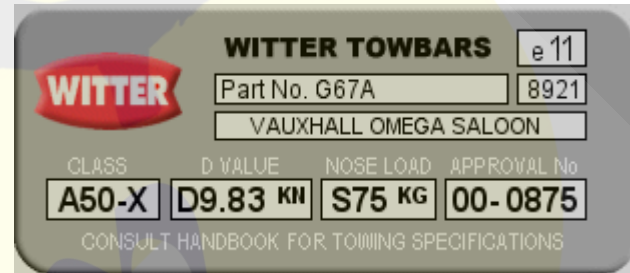 WITTER TOWBARS e11
WITTER
Part No. G67A 8921
VAUXHALL OMEGA SALOON
CLASS D VALUE NOSE LOAD APPROVAL No
A50-X D9.83 KN S75 KG 00-0875
CONSULT HANDBOOK FOR TOWING SPECIFICATIONS